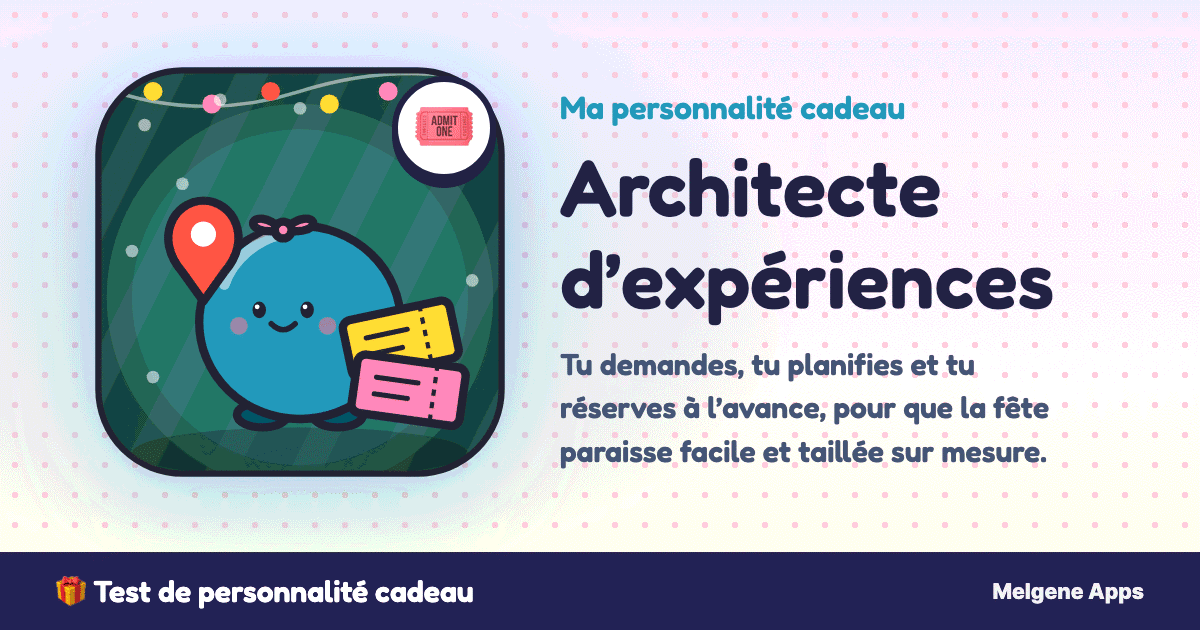 ADMIT
ONE
Ma personnalité cadeau
Architecte
d’expériences
Tu demandes, tu planifies et tu
réserves à l’avance, pour que la fête
paraisse facile et taillée sur mesure.
Test de personnalité cadeau
Melgene Apps